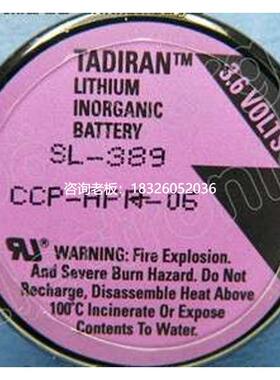 TADIRAN™
LITHIUM
INORGANIC
BATTERY
3.6 VOLTS
SL-389
咨询老板：18326052036
WARNING: Fire Explosion.
And Severe Burn Hazard. Do Not
Recharge, Disassemble Heat Above
100°C Incinerate or Expose
Contents To Water.